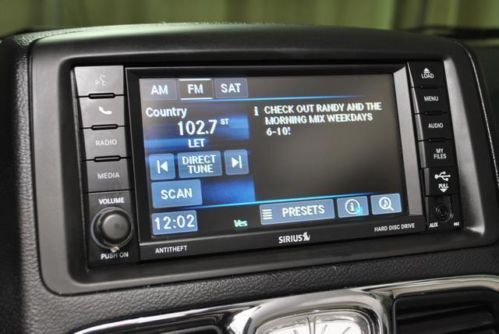 AM FM SAT
Country
102.7 ST
LET
DIRECT
TUNE
SCAN
12:02
Yes
PRESETS
i CHECK OUT RANDY AND THE
MORNING MIX WEEKDAYS
6-10!
RADIO
MEDIA
VOLUME
PUSH ON
ANTITHEFT
SIRIUS
HARD DISC DRIVE
LOAD
MENU
AUDIO
MY
FILES
PULL
AUX